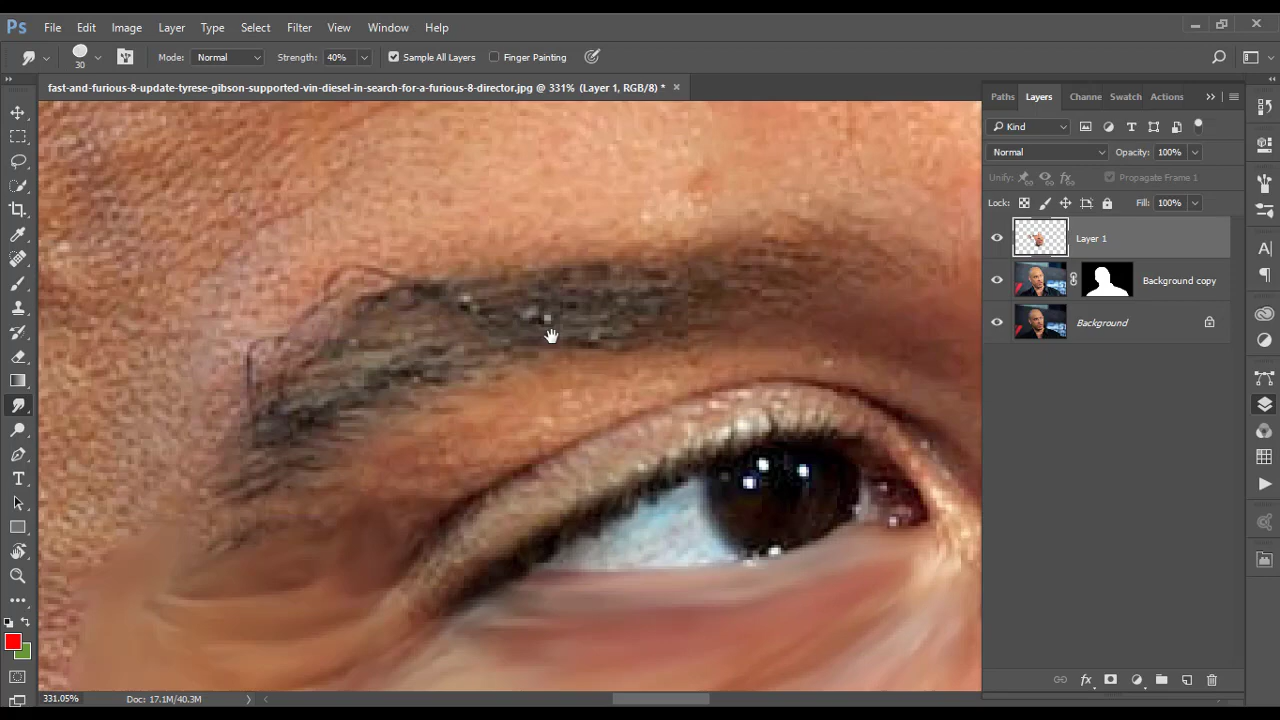 Ps File Edit Image Layer Type Select Filter View Window Help
30 Mode: Normal Strength: 40% Sample All Layers Finger Painting
fast-and-furious-8-update-tyrese-gibson-supported-vin-diesel-in-search-for-a-furious-8-director.jpg @ 331% (Layer 1, RGB/8) *
Paths Layers Channe Swatch Actions
Kind
Normal Opacity: 100%
Unify: Propagate Frame 1
Lock: Fill: 100%
Layer 1
Background copy
Background
331.05% Doc: 17.1M/40.3M